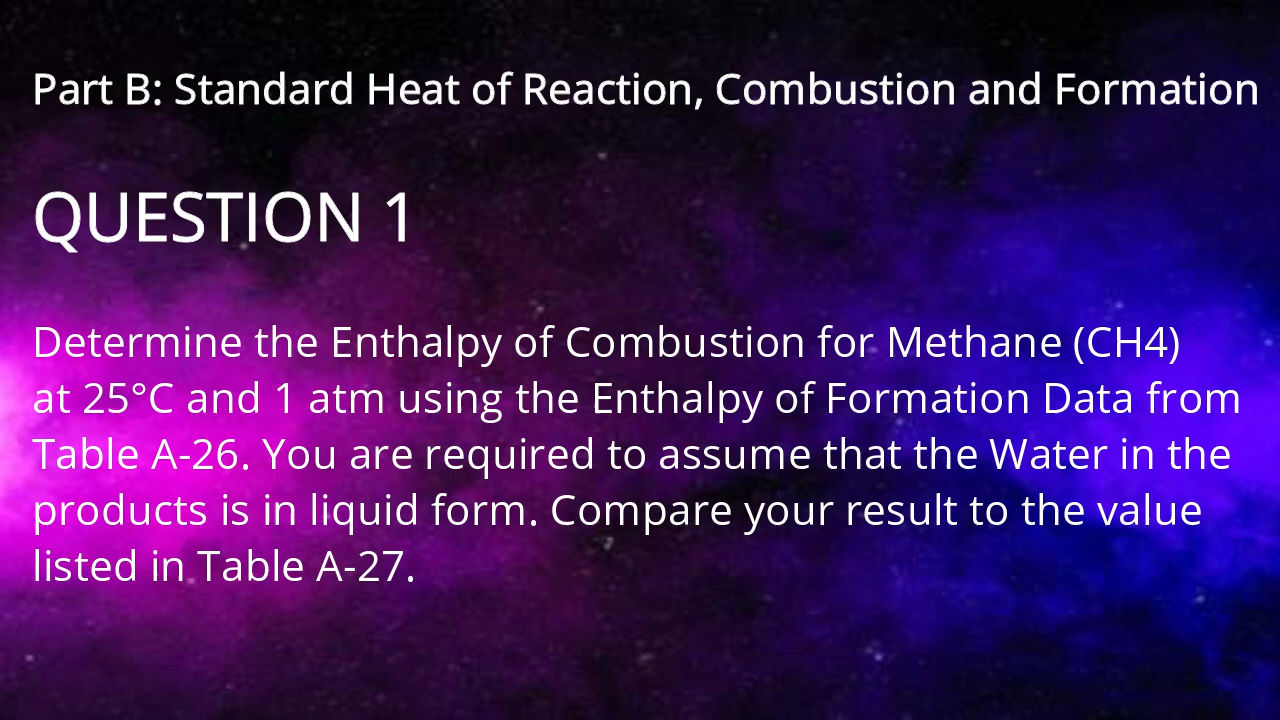 Part B: Standard Heat of Reaction, Combustion and Formation
QUESTION 1
Determine the Enthalpy of Combustion for Methane (CH4)
at 25°C and 1 atm using the Enthalpy of Formation Data from
Table A-26. You are required to assume that the Water in the
products is in liquid form. Compare your result to the value
listed in Table A-27.